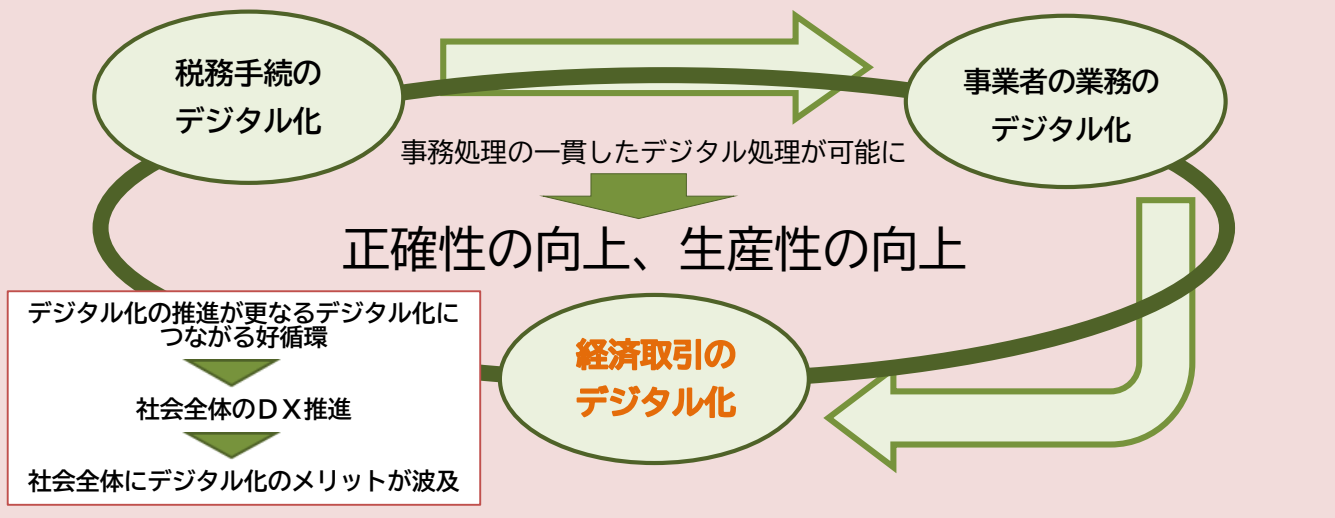 税務手続の
デジタル化
事業者の業務の
デジタル化
事務処理の一貫したデジタル処理が可能に
正確性の向上、生産性の向上
経済取引の
デジタル化
デジタル化の推進が更なるデジタル化に
つながる好循環
社会全体のＤＸ推進
社会全体にデジタル化のメリットが波及